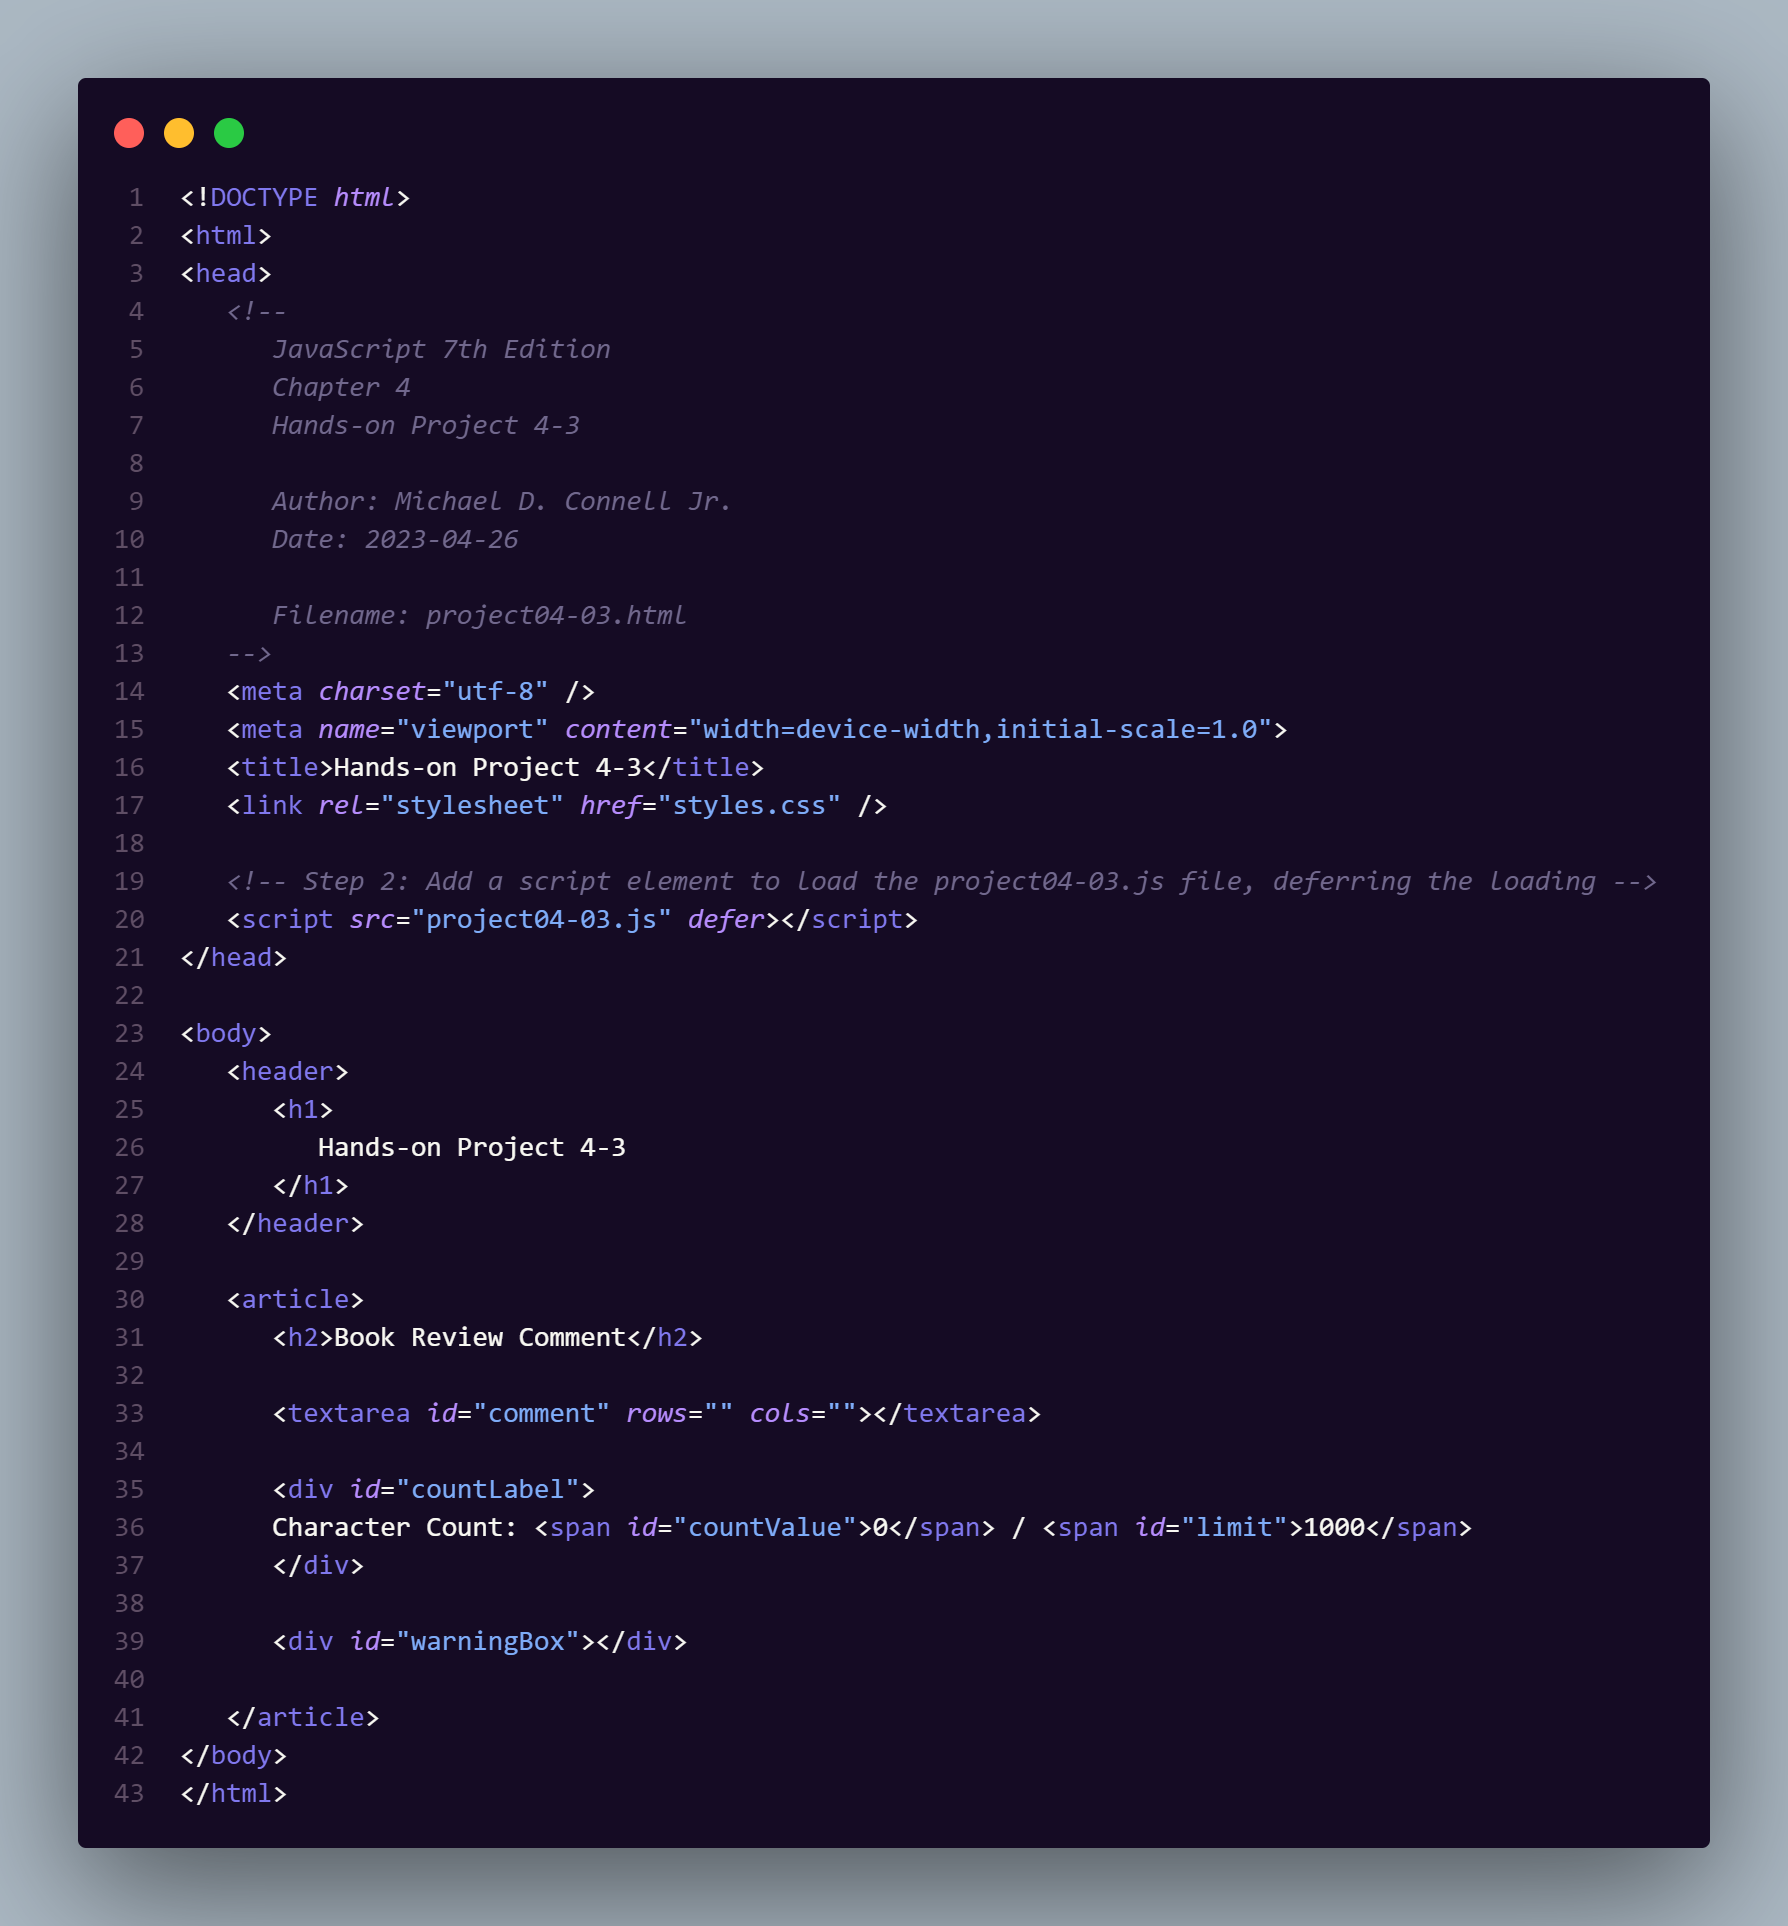 1 <!DOCTYPE html>
2 <html>
3 <head>
4    <!--
5       JavaScript 7th Edition
6       Chapter 4
7       Hands-on Project 4-3
8
9       Author: Michael D. Connell Jr.
10       Date: 2023-04-26
11
12       Filename: project04-03.html
13    -->
14    <meta charset="utf-8" />
15    <meta name="viewport" content="width=device-width,initial-scale=1.0">
16    <title>Hands-on Project 4-3</title>
17    <link rel="stylesheet" href="styles.css" />
18
19    <!-- Step 2: Add a script element to load the project04-03.js file, deferring the loading -->
20    <script src="project04-03.js" defer></script>
21 </head>
22
23 <body>
24    <header>
25       <h1>
26          Hands-on Project 4-3
27       </h1>
28    </header>
29
30    <article>
31       <h2>Book Review Comment</h2>
32
33       <textarea id="comment" rows="" cols=""></textarea>
34
35       <div id="countLabel">
36       Character Count: <span id="countValue">0</span> / <span id="limit">1000</span>
37       </div>
38
39       <div id="warningBox"></div>
40
41    </article>
42 </body>
43 </html>